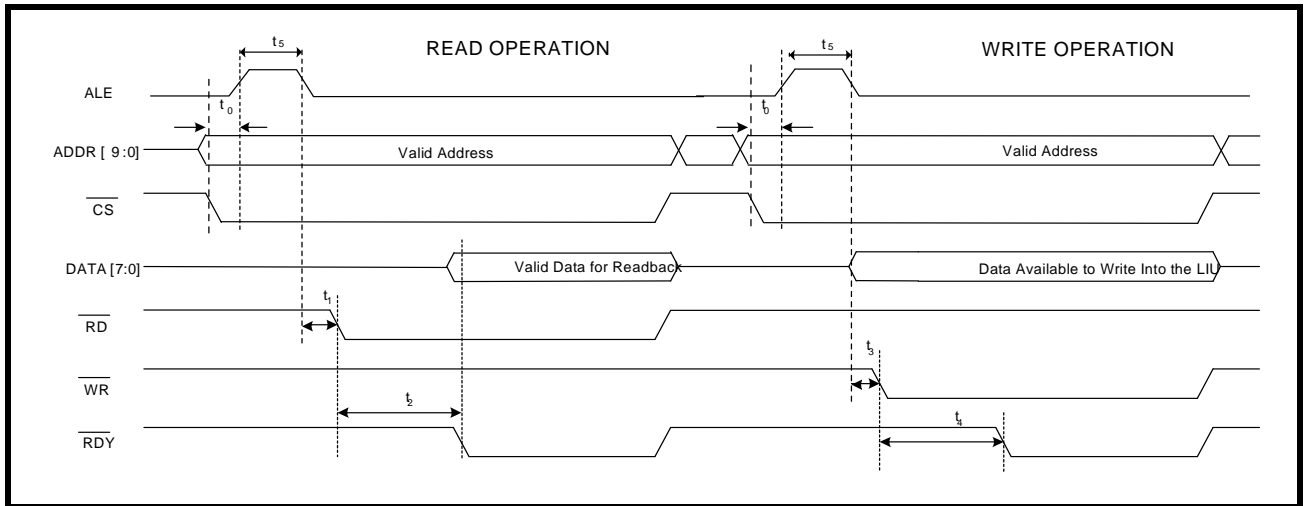 READ OPERATION
WRITE OPERATION
t5
t5
ALE
t0
t0
ADDR [ 9:0]
Valid Address
Valid Address
CS
DATA [7:0]
Valid Data for Readback
Data Available to Write Into the LIU
t1
RD
t3
WR
t2
t4
RDY